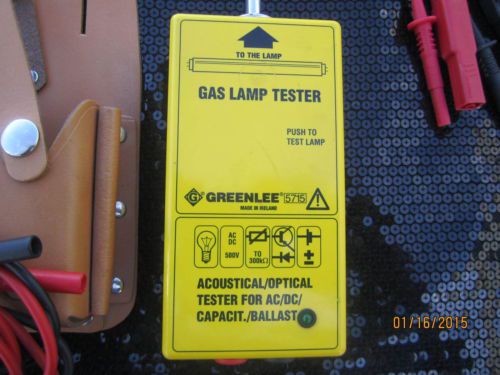 TO THE LAMP
GAS LAMP TESTER
PUSH TO
TEST LAMP
G® GREENLEE® 5715
MADE IN IRELAND
AC
DC
500V
TO
300kΩ
+
±
ACOUSTICAL/OPTICAL
TESTER FOR AC/DC/
CAPACIT./BALLAST
01/16/2015